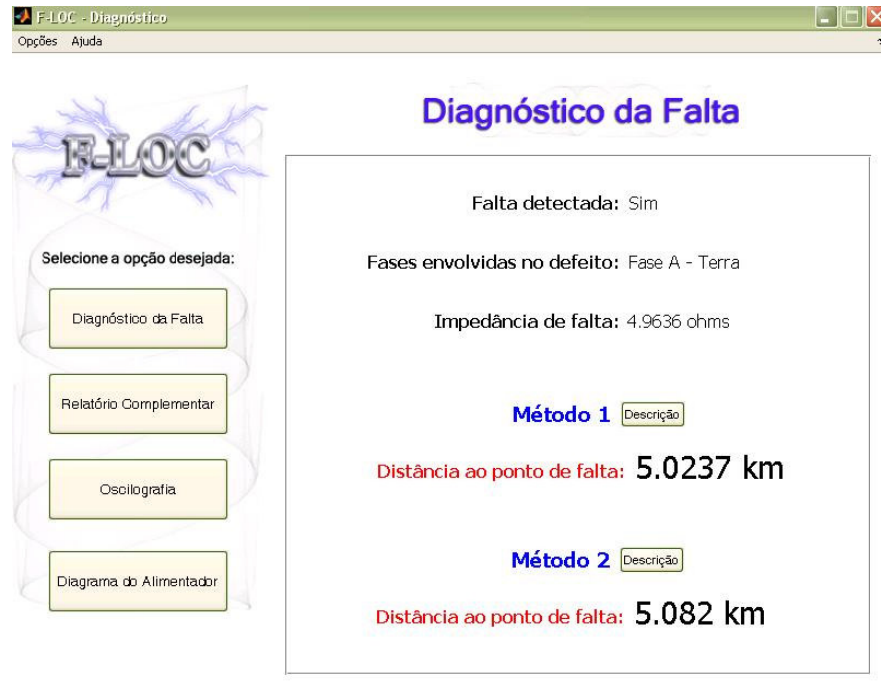 F-LOC - Diagnóstico
Opções Ajuda
F-LOC
Selecione a opção desejada:
Diagnóstico da Falta
Relatório Complementar
Oscilografia
Diagrama do Alimentador
Diagnóstico da Falta
Falta detectada: Sim
Fases envolvidas no defeito: Fase A - Terra
Impedância de falta: 4.9636 ohms
Método 1 Descrição
Distância ao ponto de falta: 5.0237 km
Método 2 Descrição
Distância ao ponto de falta: 5.082 km